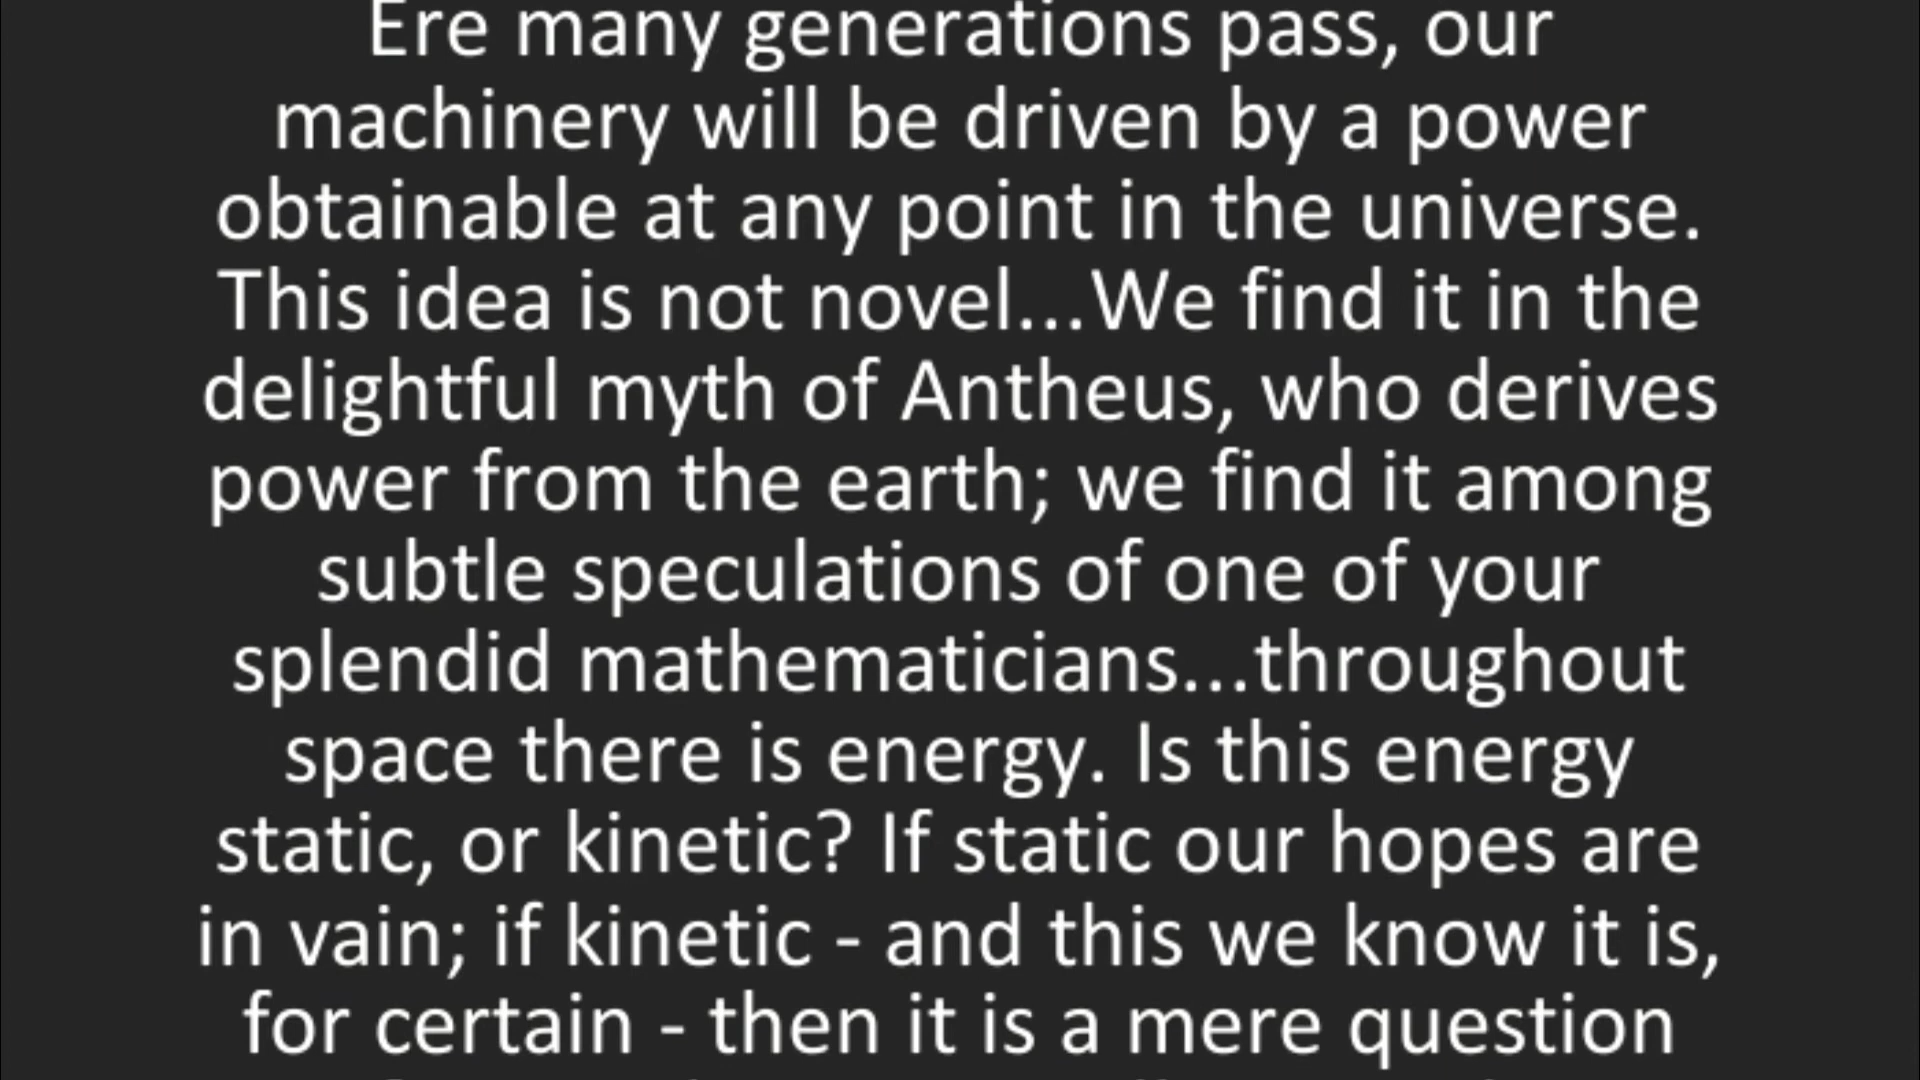 Ere many generations pass, our
machinery will be driven by a power
obtainable at any point in the universe.
This idea is not novel...We find it in the
delightful myth of Antheus, who derives
power from the earth; we find it among
subtle speculations of one of your
splendid mathematicians...throughout
space there is energy. Is this energy
static, or kinetic? If static our hopes are
in vain; if kinetic - and this we know it is,
for certain - then it is a mere question